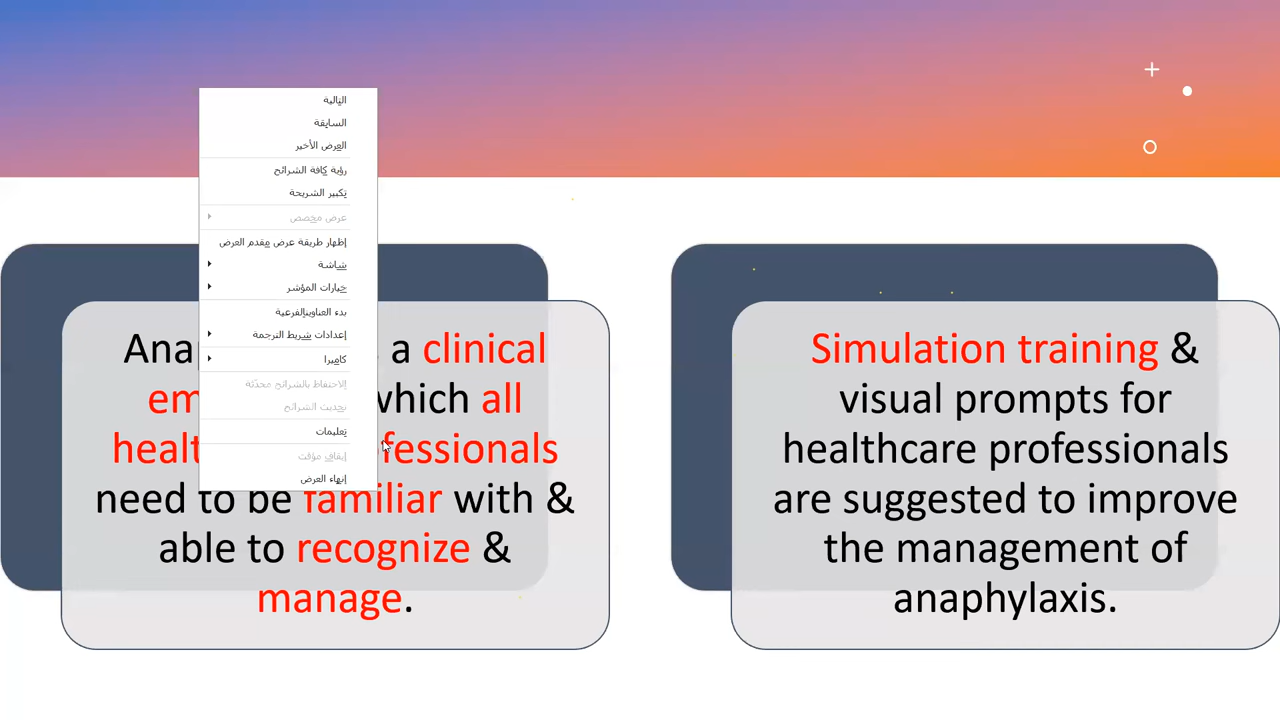 التالية
السابقة
العرض الأخير
رؤية كافة الشرائح
تكبير الشريحة
عرض مخصص
إظهار طريقة عرض مقدم العرض
شاشة
خيارات المؤشر
بدء العناوينالفرعية
إعدادات شريط الترجمة
كاميرا
الاحتفاظ بالشرائح محدّثة
تحديث الشرائح
تعليمات
إيقاف مؤقت
إنهاء العرض
Ana a clinical
em which all
healt fessionals
need to be familiar with &
able to recognize &
manage.
Simulation training &
visual prompts for
healthcare professionals
are suggested to improve
the management of
anaphylaxis.